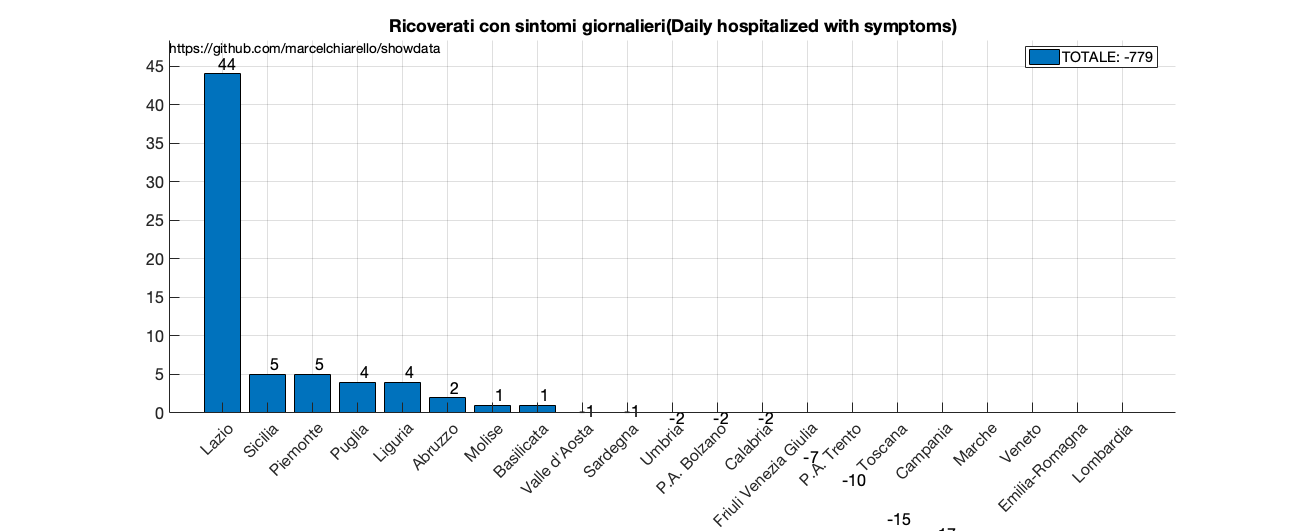 Ricoverati con sintomi giornalieri(Daily hospitalized with symptoms)
https://github.com/marcelchiarello/showdata
TOTALE: -779
45
40
35
30
25
20
15
10
5
0
44
5
5
4
4
2
1
1
-1
-1
-2
-2
-2
-7
-10
-15
Lazio
Sicilia
Piemonte
Puglia
Liguria
Abruzzo
Molise
Basilicata
Valle d'Aosta
Sardegna
Umbria
P.A. Bolzano
Calabria
Friuli Venezia Giulia
P.A. Trento
Toscana
Campania
Marche
Veneto
Emilia-Romagna
Lombardia